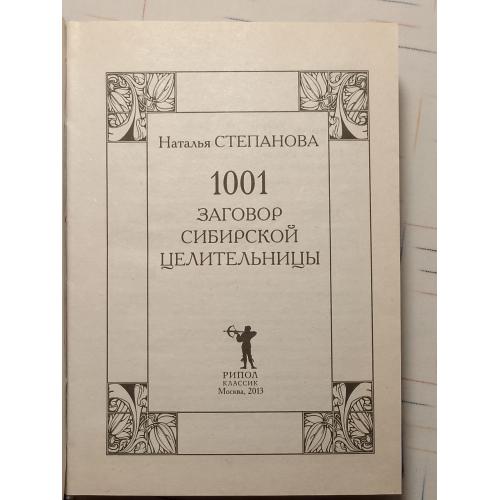 Наталья СТЕПАНОВА
1001
ЗАГОВОР
СИБИРСКОЙ
ЦЕЛИТЕЛЬНИЦЫ
РИПОЛ
КЛАССИК
Москва, 2013